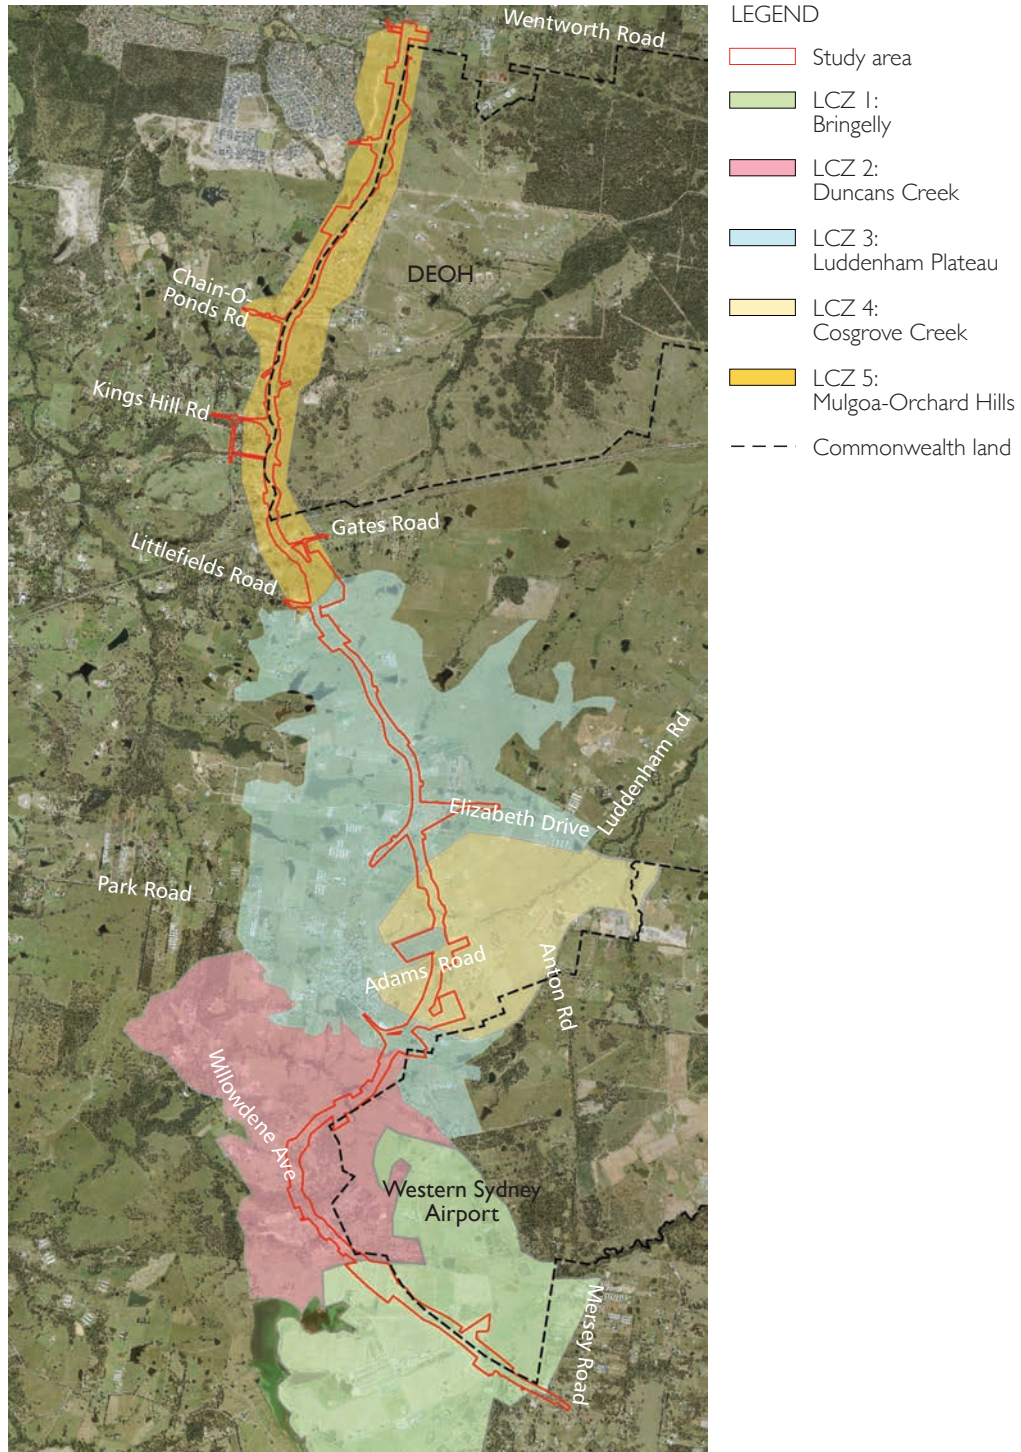 Wentworth Road
DEOH
Chain-O-
Ponds Rd
Kings Hill Rd
Gates Road
Littlefields Road
Luddenham Rd
Elizabeth Drive
Park Road
Adams Road
Anton Rd
Willowdene Ave
Western Sydney
Airport
Mersey Road
LEGEND
Study area
LCZ 1:
Bringelly
LCZ 2:
Duncans Creek
LCZ 3:
Luddenham Plateau
LCZ 4:
Cosgrove Creek
LCZ 5:
Mulgoa-Orchard Hills
Commonwealth land